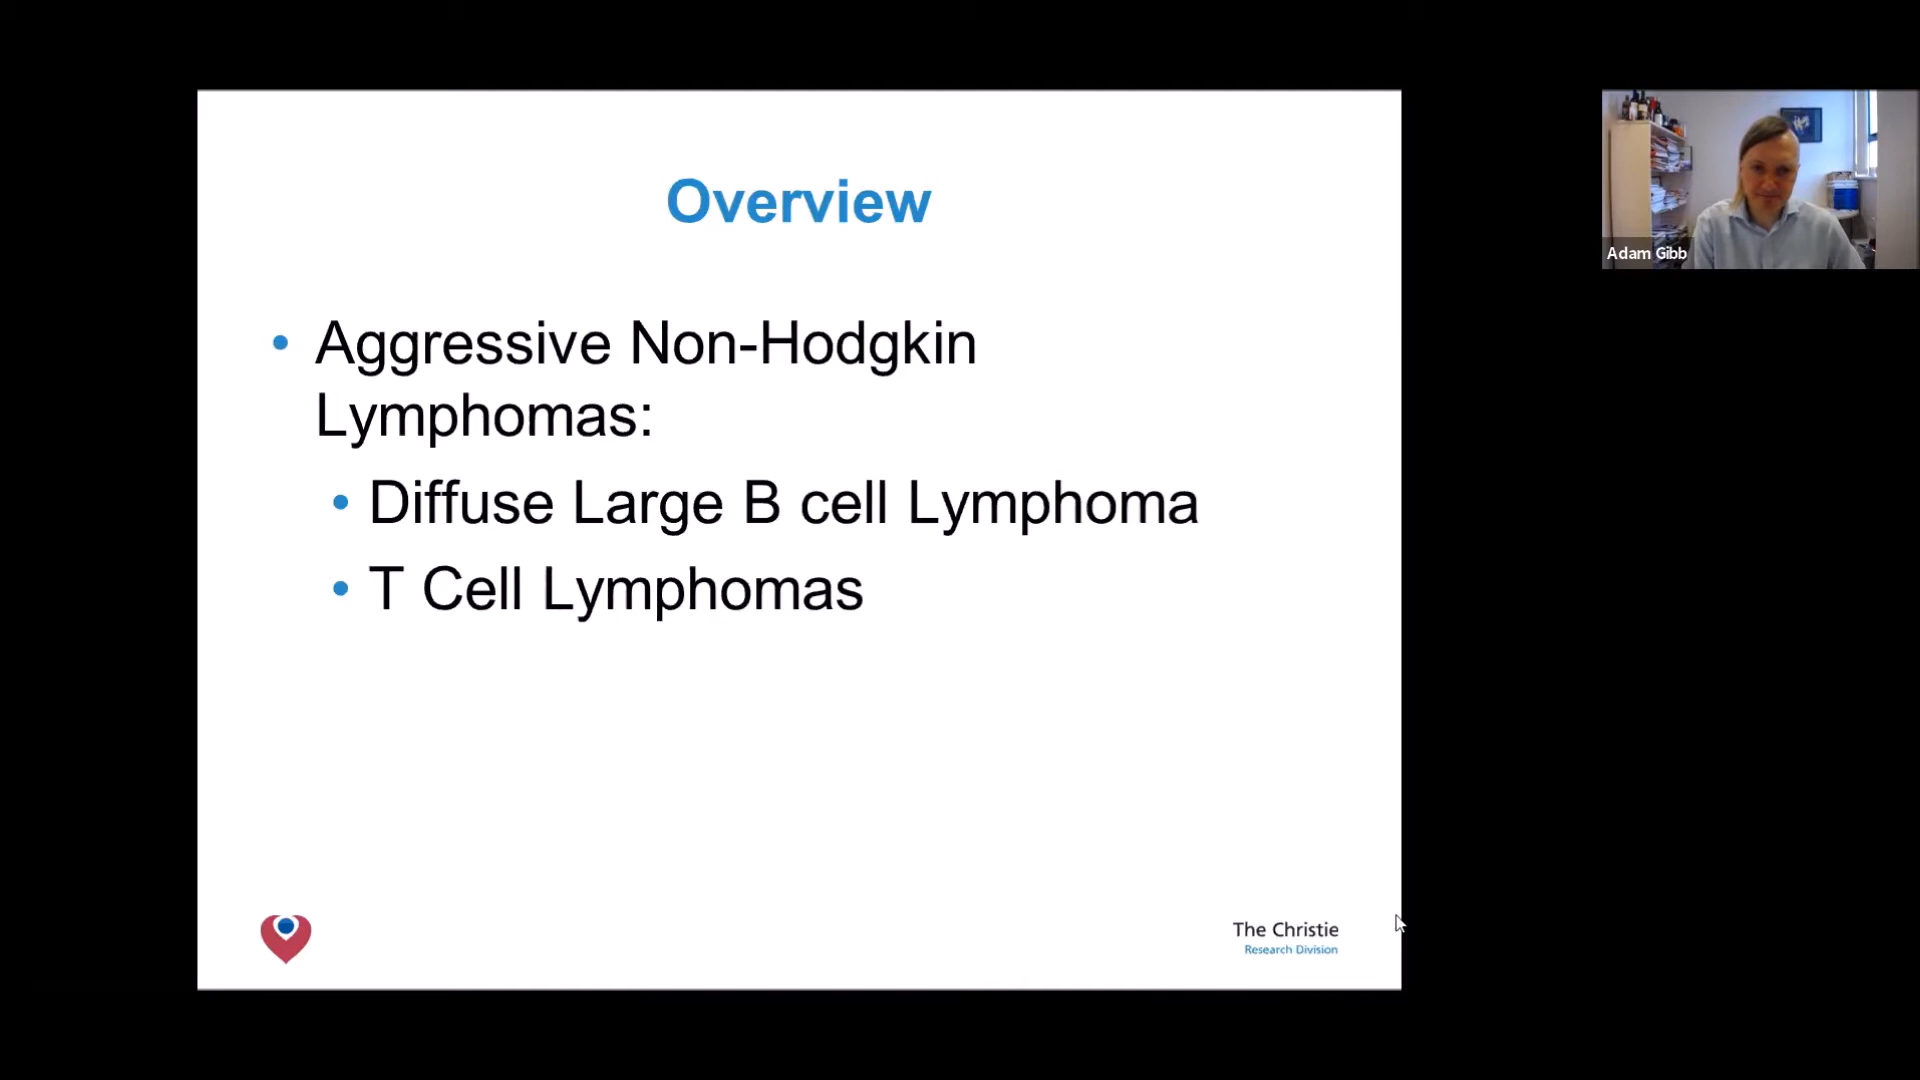 Overview
• Aggressive Non-Hodgkin
Lymphomas:
• Diffuse Large B cell Lymphoma
• T Cell Lymphomas
The Christie
Research Division
Adam Gibb